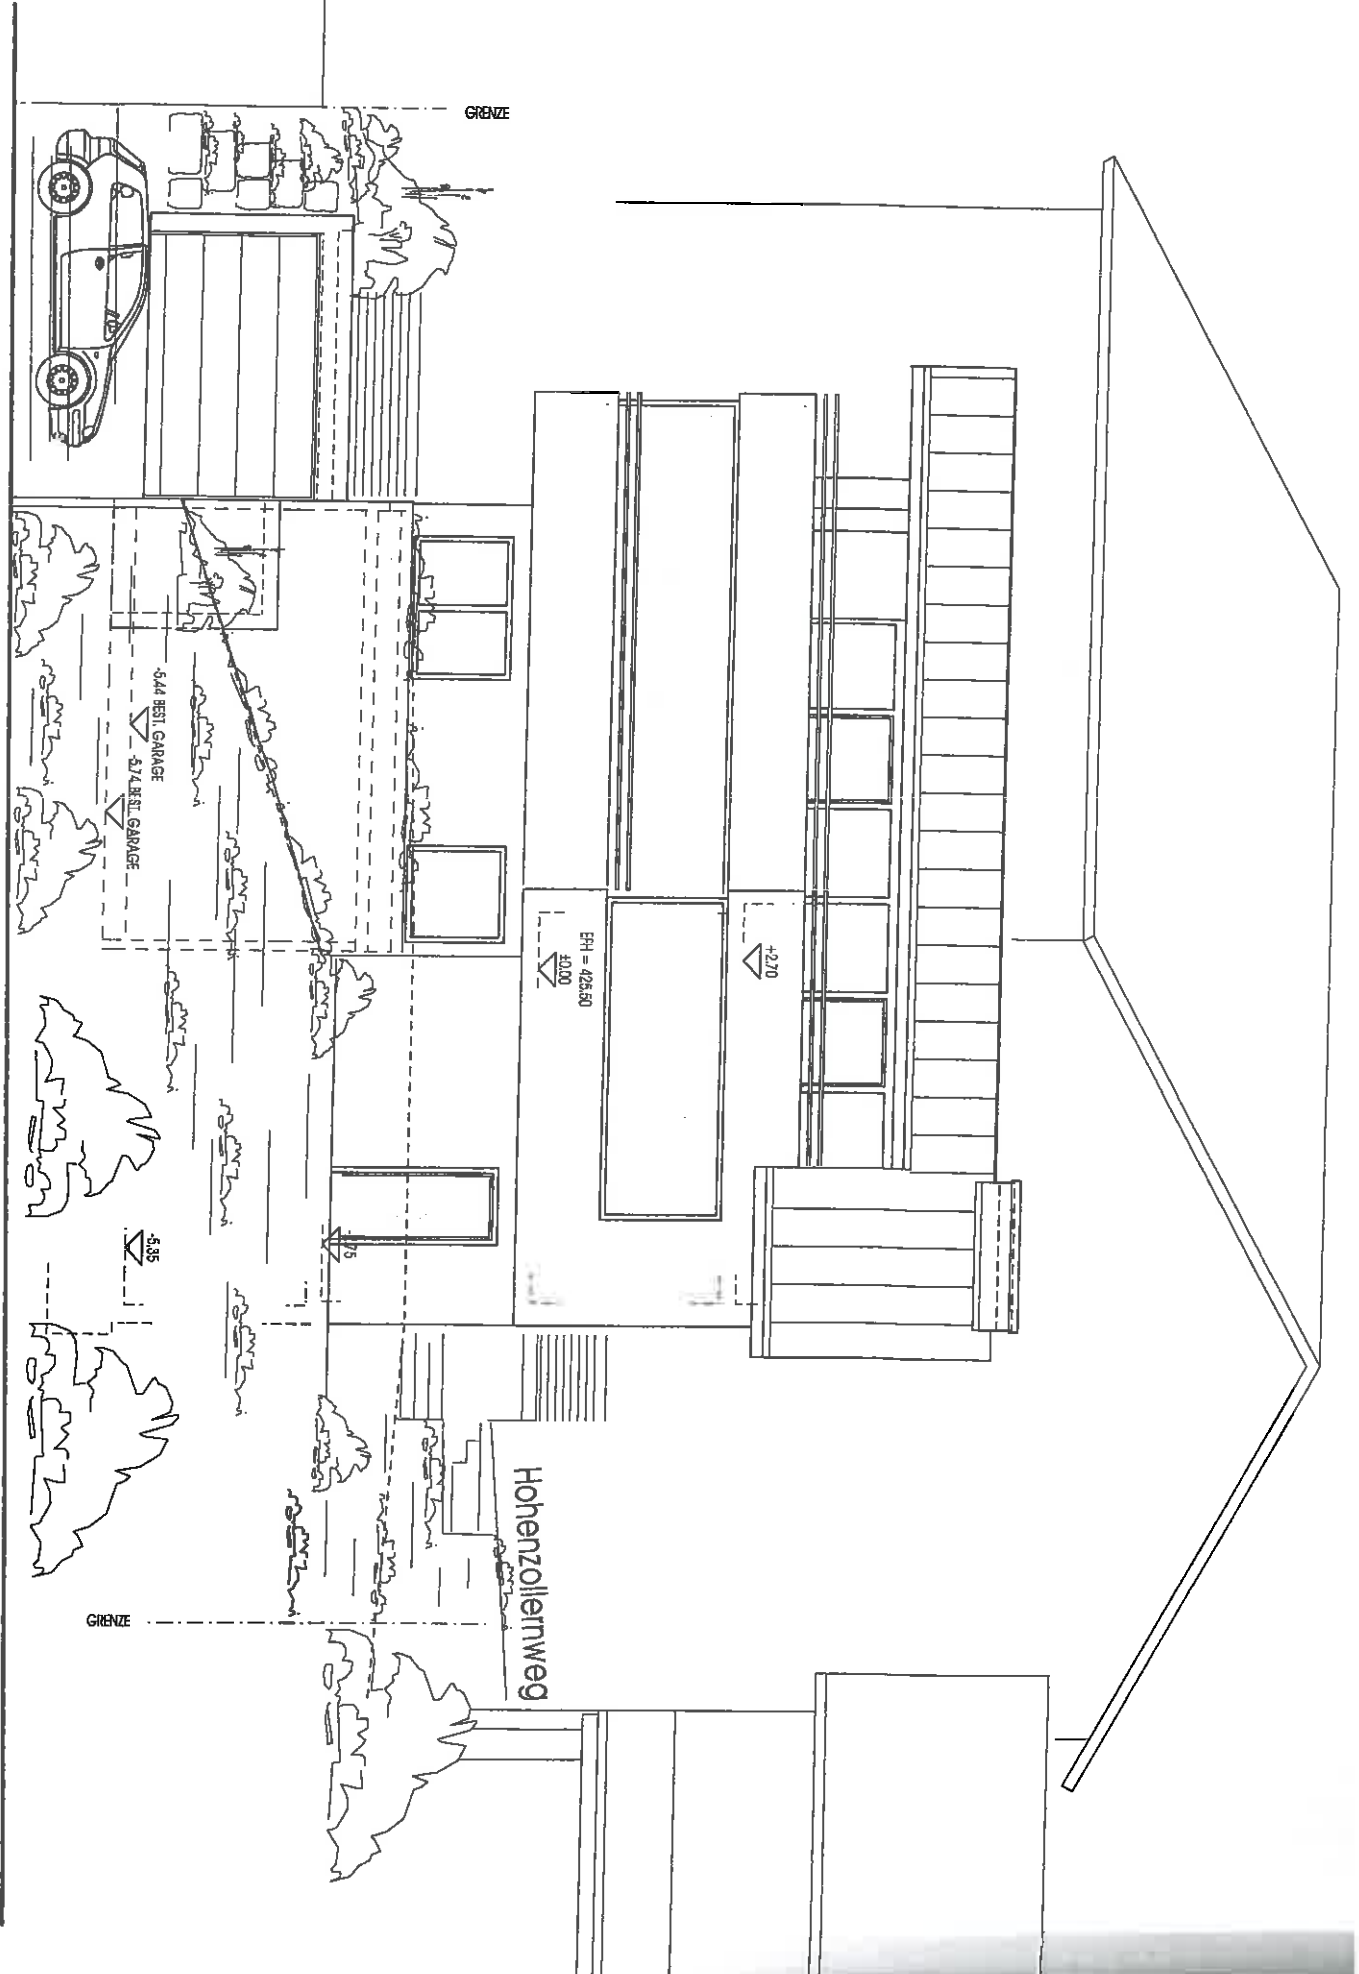 GRENZE
+2.70
EFH = 426.50
±0.00
-5.44 BEST. GARAGE
-5.74 BEST. GARAGE
-5.35
Hohenzollernweg
GRENZE